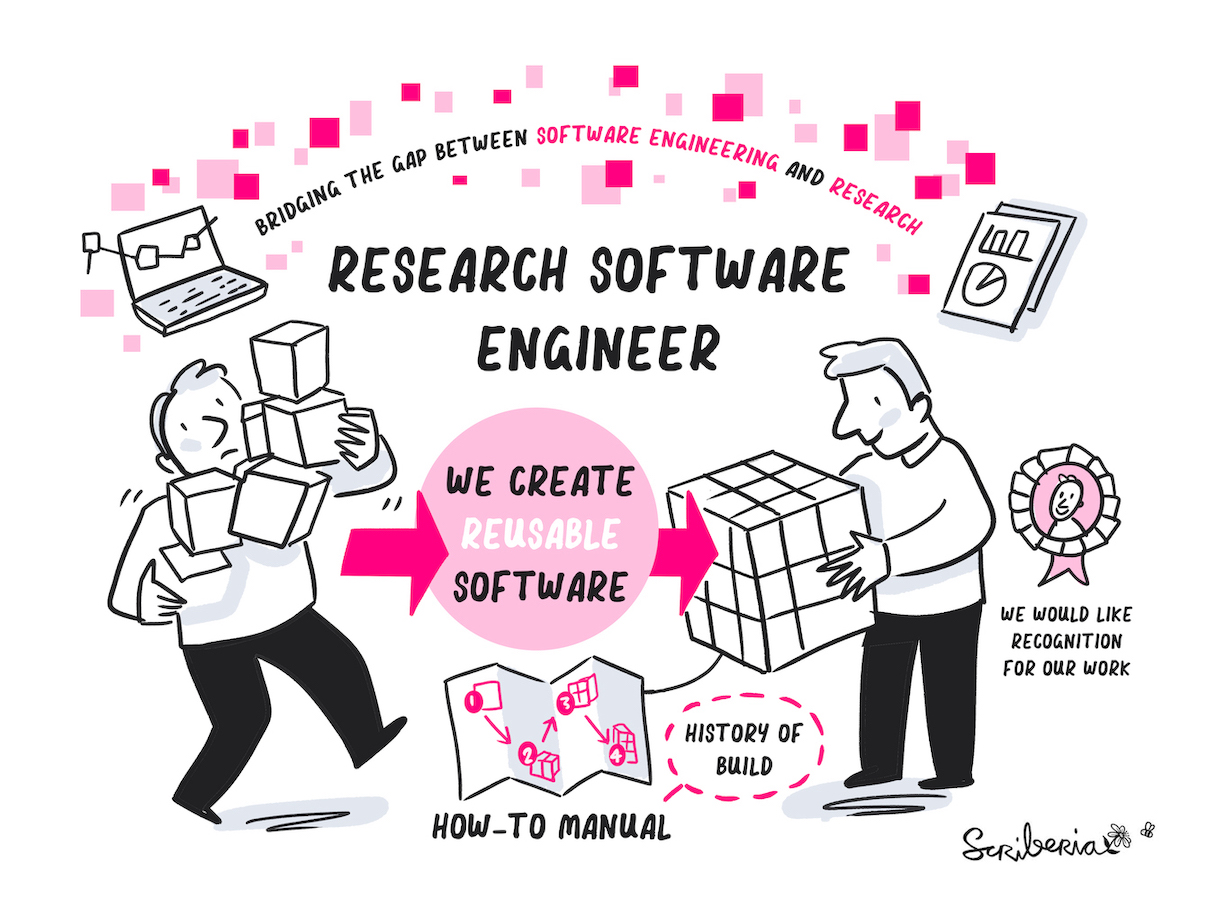 BRIDGING THE GAP BETWEEN SOFTWARE ENGINEERING AND RESEARCH
RESEARCH SOFTWARE
ENGINEER
WE CREATE
REUSABLE
SOFTWARE
WE WOULD LIKE
RECOGNITION
FOR OUR WORK
1
2
3
4
HISTORY OF
BUILD
HOW-TO MANUAL
Scriberia